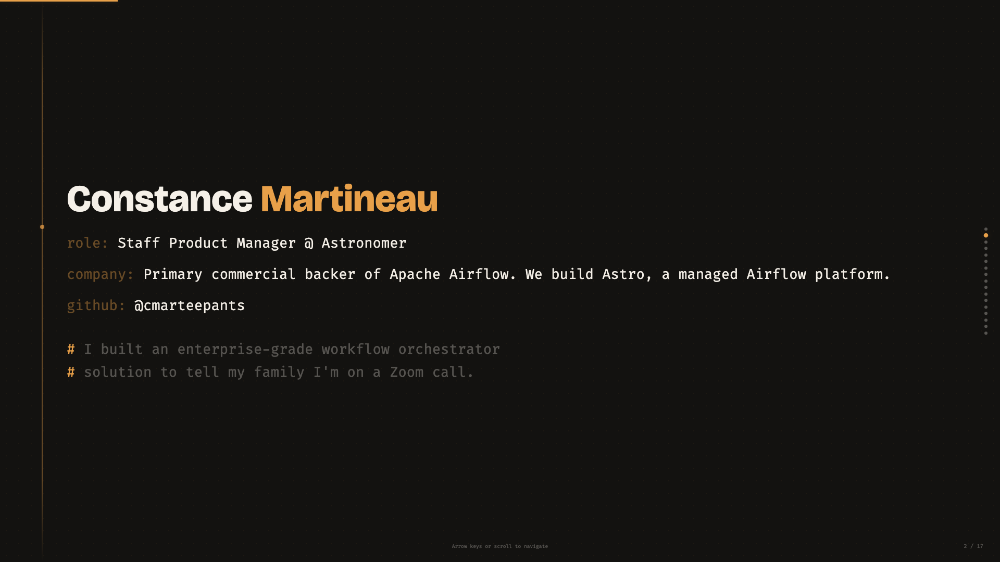 Constance Martineau
role: Staff Product Manager @ Astronomer
company: Primary commercial backer of Apache Airflow. We build Astro, a managed Airflow platform.
github: @cmarteepants
# I built an enterprise-grade workflow orchestrator
# solution to tell my family I'm on a Zoom call.
Arrow keys or scroll to navigate
2 / 17